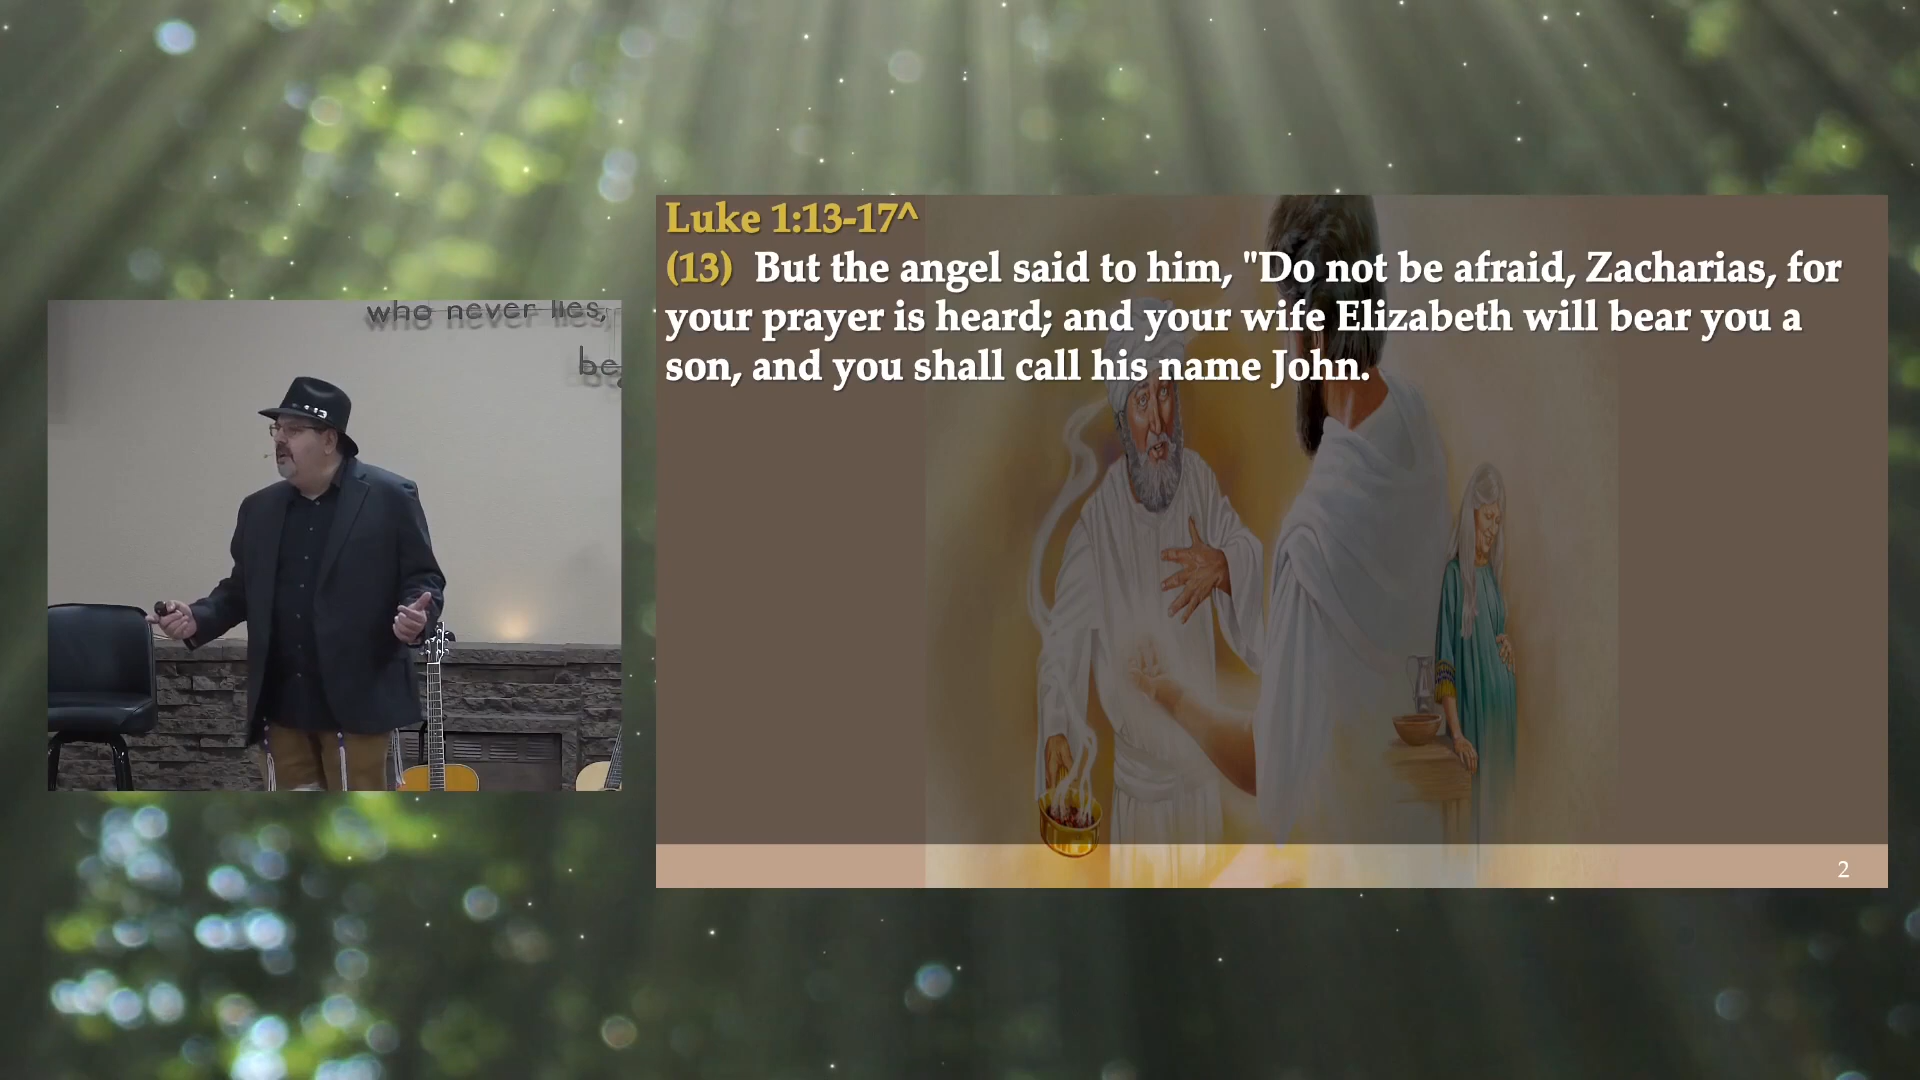 who never lies,
be
Luke 1:13-17^
(13) But the angel said to him, "Do not be afraid, Zacharias, for
your prayer is heard; and your wife Elizabeth will bear you a
son, and you shall call his name John.
2